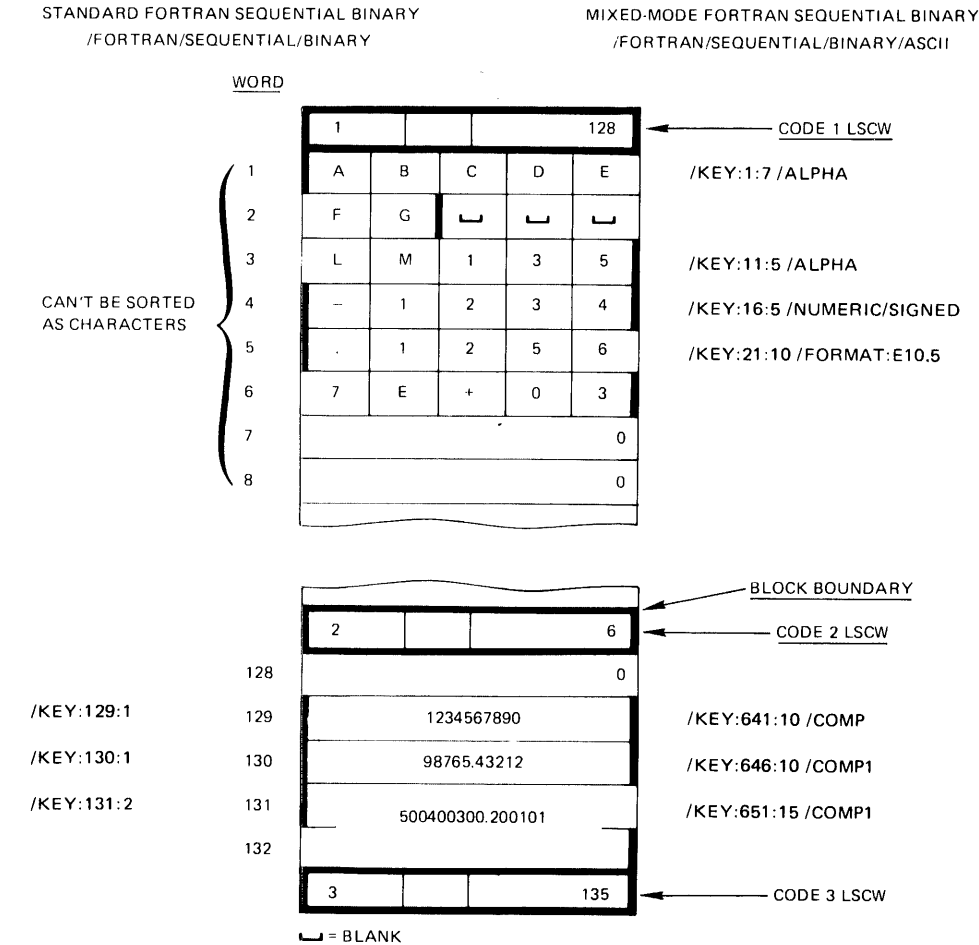 STANDARD FORTRAN SEQUENTIAL BINARY
/FORTRAN/SEQUENTIAL/BINARY
MIXED-MODE FORTRAN SEQUENTIAL BINARY
/FORTRAN/SEQUENTIAL/BINARY/ASCII
WORD
1 128 CODE 1 LSCW
1 A B C D E /KEY:1:7 /ALPHA
2 F G ⎵ ⎵ ⎵
3 L M 1 3 5 /KEY:11:5 /ALPHA
CAN'T BE SORTED
AS CHARACTERS
4 – 1 2 3 4 /KEY:16:5 /NUMERIC/SIGNED
5 . 1 2 5 6 /KEY:21:10 /FORMAT:E10.5
6 7 E + 0 3
7 0
8 0
BLOCK BOUNDARY
2 6 CODE 2 LSCW
128 0
/KEY:129:1 129 1234567890 /KEY:641:10 /COMP
/KEY:130:1 130 98765.43212 /KEY:646:10 /COMP1
/KEY:131:2 131 500400300.200101 /KEY:651:15 /COMP1
132
3 135 CODE 3 LSCW
⎵ = BLANK